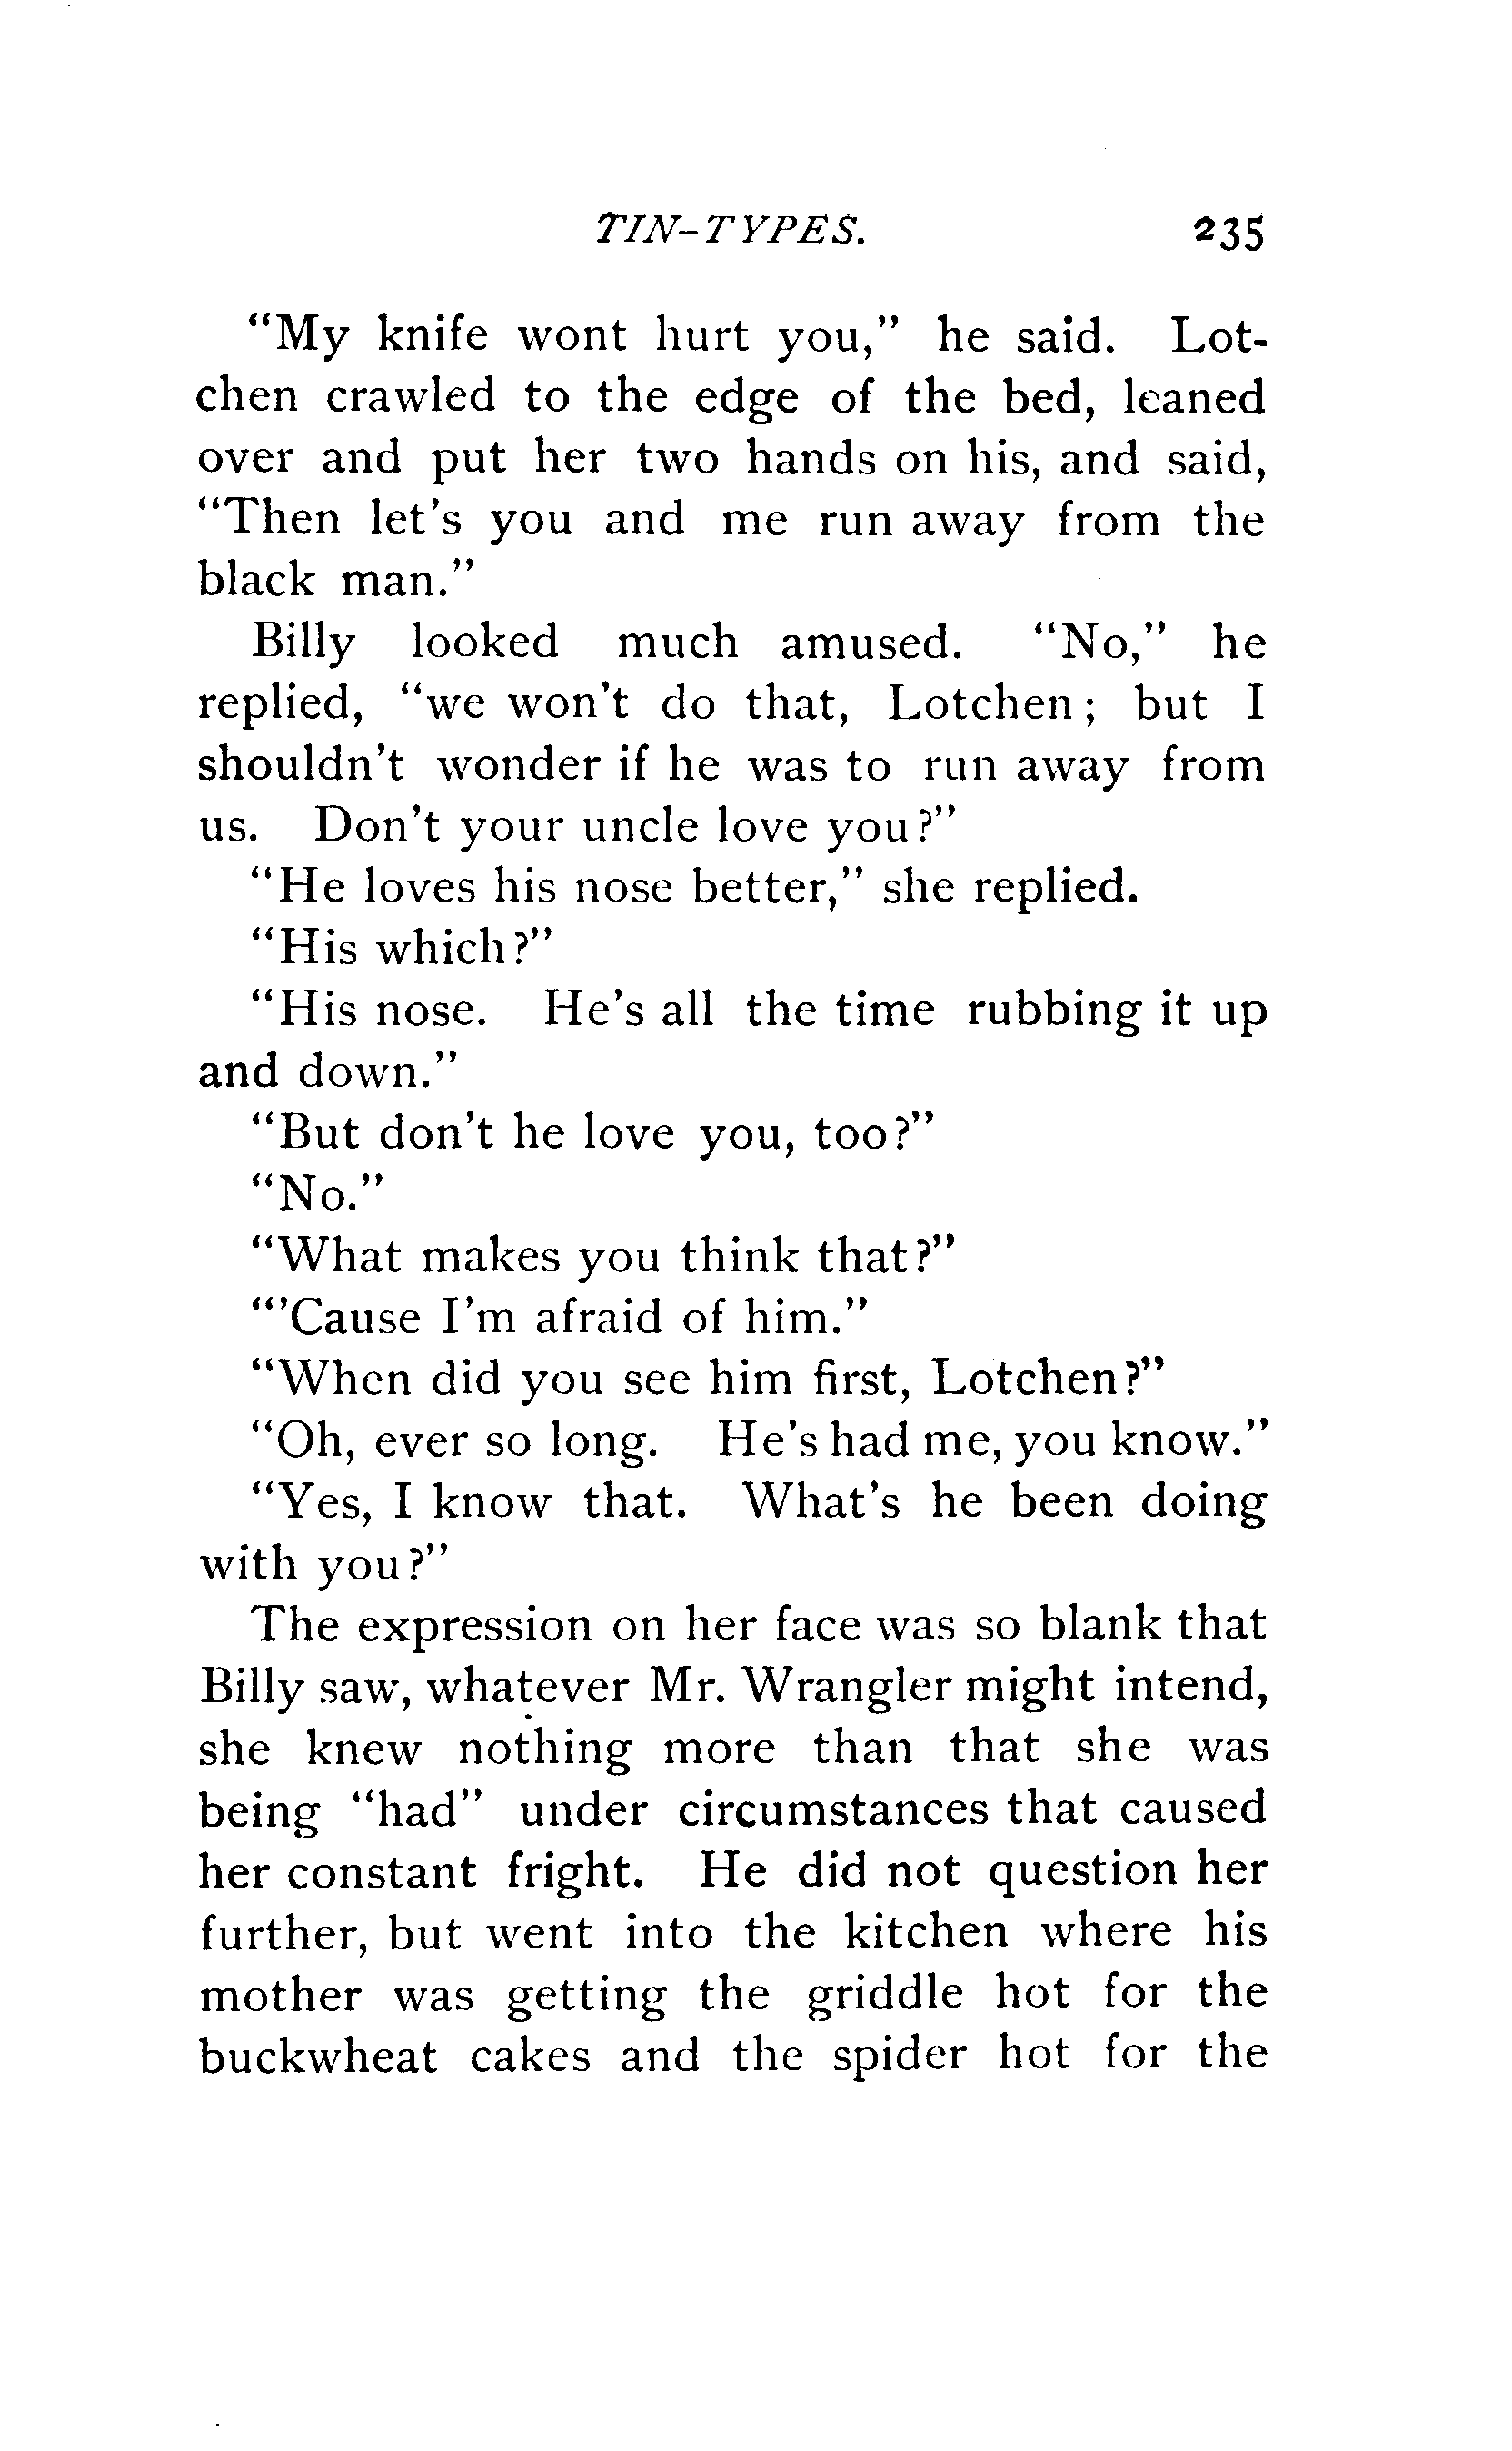 TIN-TYPES. 235
"My knife wont hurt you," he said. Lot-
chen crawled to the edge of the bed, leaned
over and put her two hands on his, and said,
"Then let's you and me run away from the
black man."
Billy looked much amused. "No," he
replied, "we won't do that, Lotchen; but I
shouldn't wonder if he was to run away from
us. Don't your uncle love you?"
"He loves his nose better," she replied.
"His which?"
"His nose. He's all the time rubbing it up
and down."
"But don't he love you, too?"
"No."
"What makes you think that?"
"'Cause I'm afraid of him."
"When did you see him first, Lotchen?"
"Oh, ever so long. He's had me, you know."
"Yes, I know that. What's he been doing
with you?"
The expression on her face was so blank that
Billy saw, whatever Mr. Wrangler might intend,
she knew nothing more than that she was
being "had" under circumstances that caused
her constant fright. He did not question her
further, but went into the kitchen where his
mother was getting the griddle hot for the
buckwheat cakes and the spider hot for the